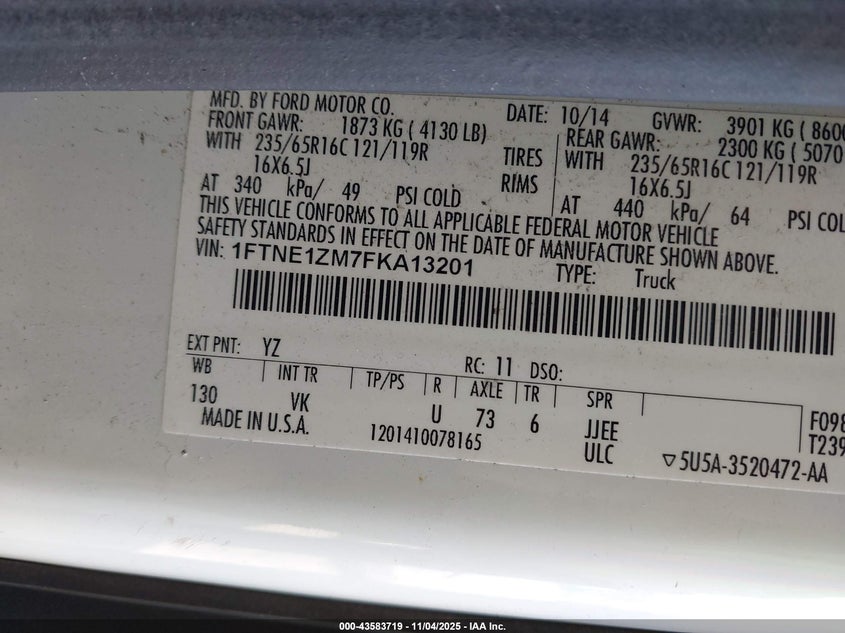 MFD. BY FORD MOTOR CO. DATE: 10/14 GVWR: 3901 KG ( 8600
FRONT GAWR: 1873 KG ( 4130 LB) REAR GAWR: 2300 KG ( 5070
WITH 235/65R16C 121/119R TIRES WITH 235/65R16C 121/119R
16X6.5J RIMS 16X6.5J
AT 340 kPa/ 49 PSI COLD AT 440 kPa/ 64 PSI COL
THIS VEHICLE CONFORMS TO ALL APPLICABLE FEDERAL MOTOR VEHICLE
SAFETY STANDARDS IN EFFECT ON THE DATE OF MANUFACTURE SHOWN ABOVE.
VIN: 1FTNE1ZM7FKA13201 TYPE: Truck
EXT PNT: YZ RC: 11 DSO:
WB INT TR TP/PS R AXLE TR SPR
130 VK U 73 6 JJEE F098
MADE IN U.S.A. 1201410078165 ULC T239
▽5U5A-3520472-AA
000-43583719 - 11/04/2025 - IAA Inc.